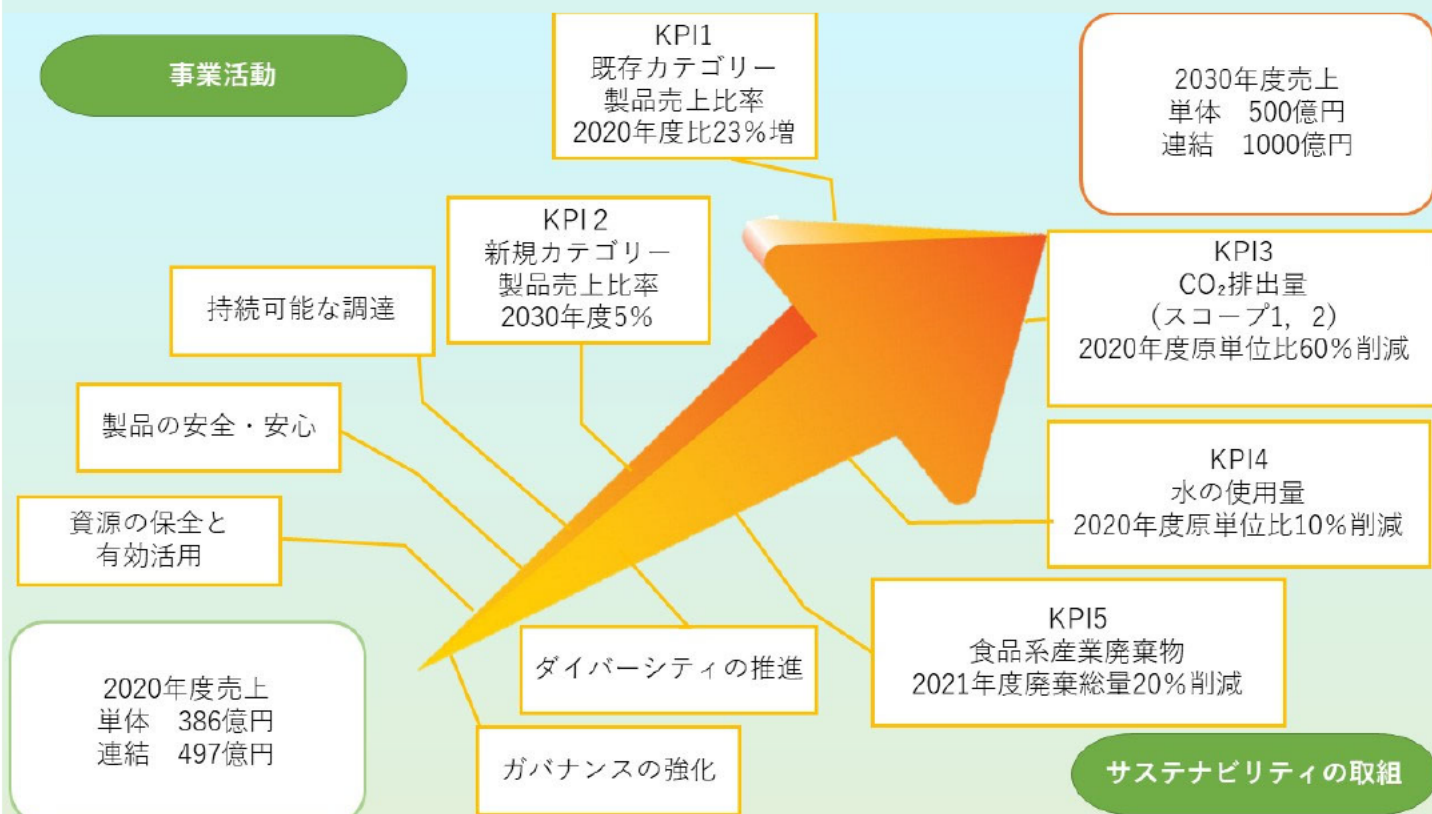 事業活動
KPI1
既存カテゴリー
製品売上比率
2020年度比23%増
2030年度売上
単体　500億円
連結　1000億円
KPI 2
新規カテゴリー
製品売上比率
2030年度5%
持続可能な調達
KPI3
CO₂排出量
(スコープ1，2)
2020年度原単位比60%削減
製品の安全・安心
KPI4
水の使用量
2020年度原単位比10%削減
資源の保全と
有効活用
KPI5
食品系産業廃棄物
2021年度廃棄総量20%削減
ダイバーシティの推進
2020年度売上
単体　386億円
連結　497億円
ガバナンスの強化
サステナビリティの取組